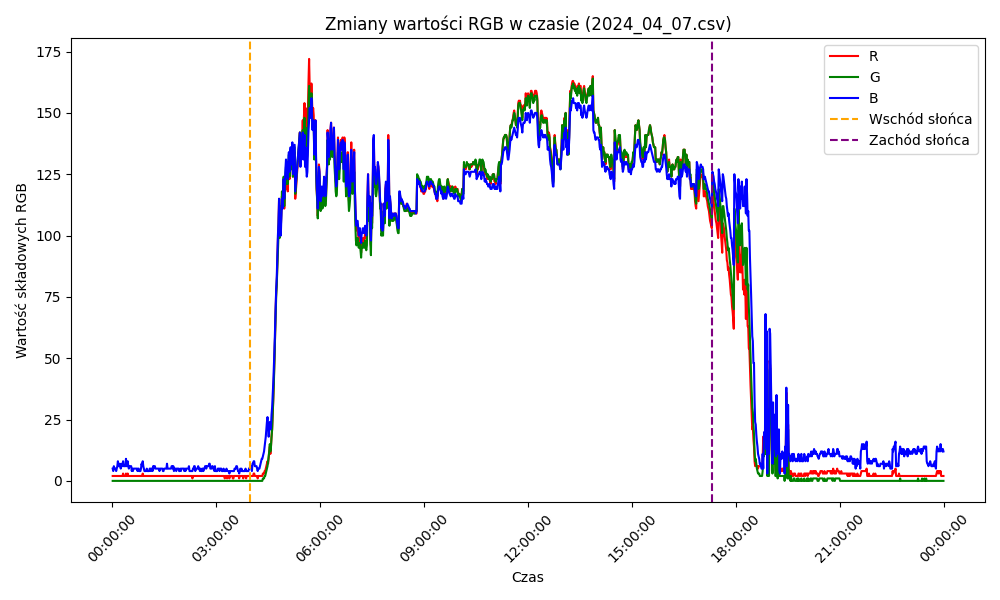 Zmiany wartości RGB w czasie (2024_04_07.csv)
R
G
B
Wschód słońca
Zachód słońca
Wartość składowych RGB
175
150
125
100
75
50
25
0
00:00:00
03:00:00
06:00:00
09:00:00
12:00:00
15:00:00
18:00:00
21:00:00
00:00:00
Czas